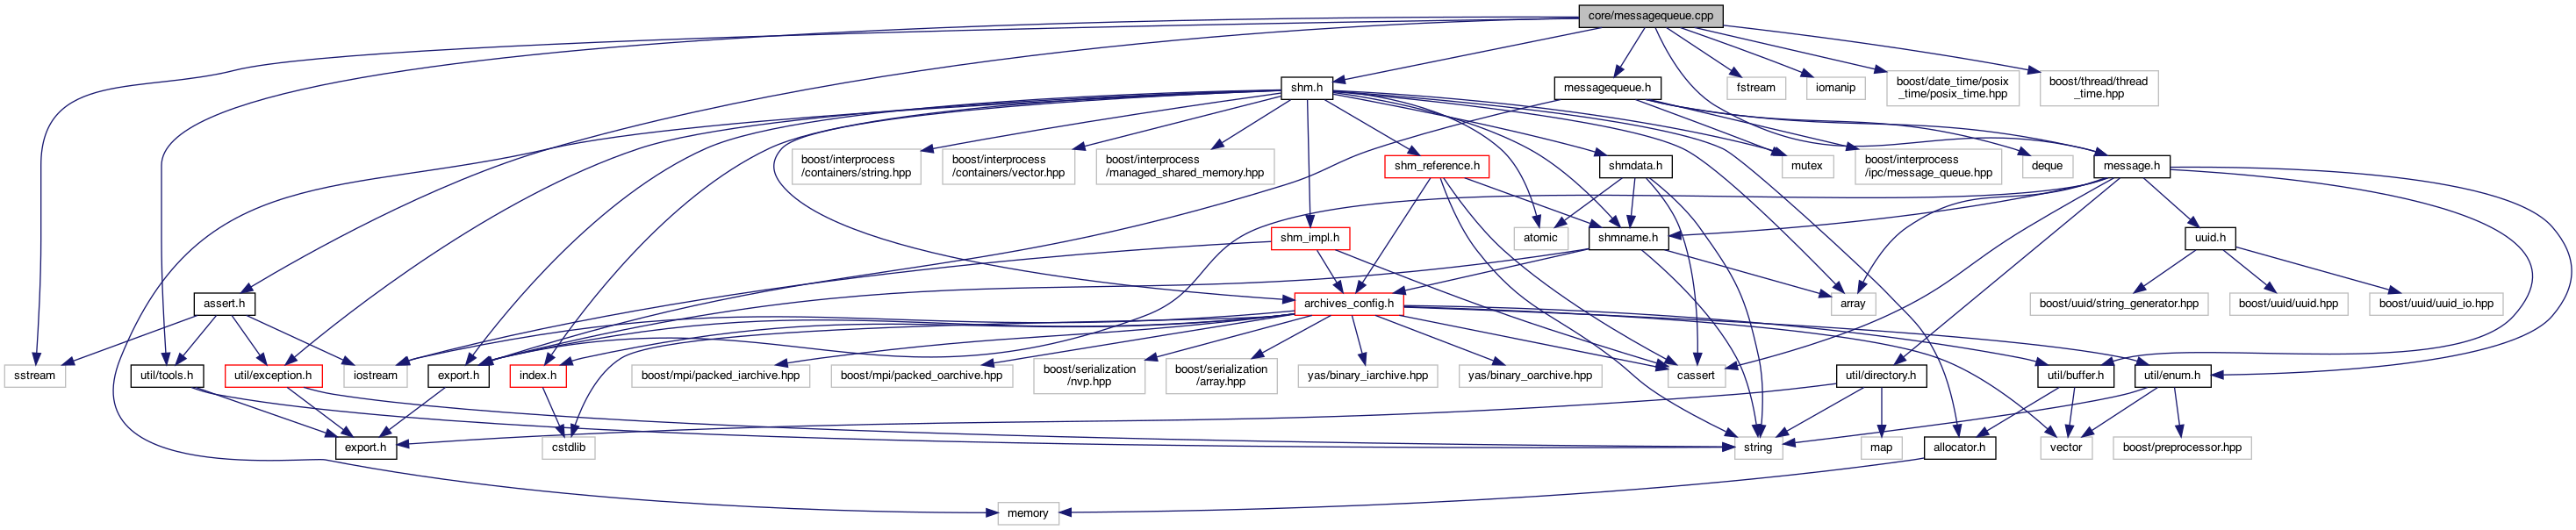 core/messagequeue.cpp
shm.h
messagequeue.h
fstream
iomanip
boost/date_time/posix
_time/posix_time.hpp
boost/thread/thread
_time.hpp
boost/interprocess
/containers/string.hpp
boost/interprocess
/containers/vector.hpp
boost/interprocess
/managed_shared_memory.hpp
shm_reference.h
shmdata.h
mutex
boost/interprocess
/ipc/message_queue.hpp
deque
message.h
shm_impl.h
atomic
shmname.h
uuid.h
assert.h
archives_config.h
array
boost/uuid/string_generator.hpp
boost/uuid/uuid.hpp
boost/uuid/uuid_io.hpp
sstream
util/tools.h
util/exception.h
iostream
export.h
index.h
boost/mpi/packed_iarchive.hpp
boost/mpi/packed_oarchive.hpp
boost/serialization
/nvp.hpp
boost/serialization
/array.hpp
yas/binary_iarchive.hpp
yas/binary_oarchive.hpp
cassert
util/directory.h
util/buffer.h
util/enum.h
export.h
cstdlib
string
map
allocator.h
vector
boost/preprocessor.hpp
memory